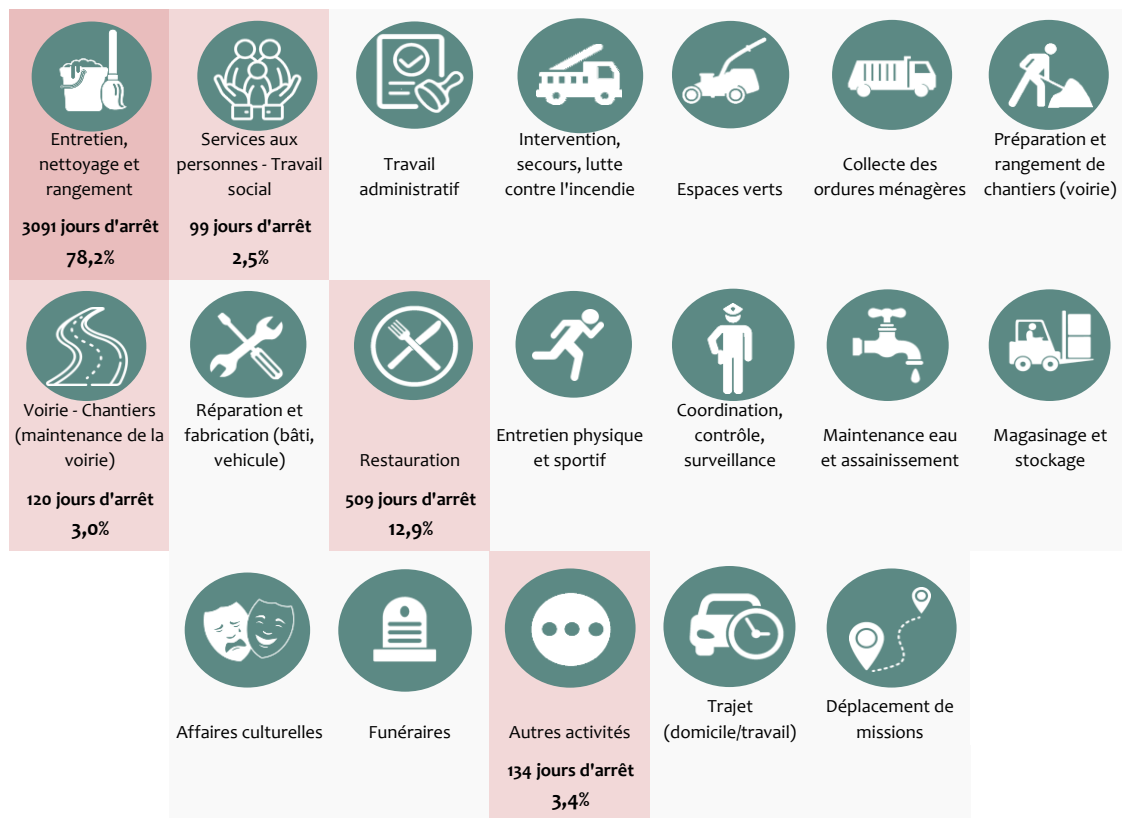 Entretien,
nettoyage et
rangement
3091 jours d'arrêt
78,2%
Services aux
personnes - Travail
social
99 jours d'arrêt
2,5%
Travail
administratif
Intervention,
secours, lutte
contre l'incendie
Espaces verts
Collecte des
ordures ménagères
Préparation et
rangement de
chantiers (voirie)
Voirie - Chantiers
(maintenance de la
voirie)
120 jours d'arrêt
3,0%
Réparation et
fabrication (bâti,
vehicule)
Restauration
509 jours d'arrêt
12,9%
Entretien physique
et sportif
Coordination,
contrôle,
surveillance
Maintenance eau
et assainissement
Magasinage et
stockage
Affaires culturelles
Funéraires
Autres activités
134 jours d'arrêt
3,4%
Trajet
(domicile/travail)
Déplacement de
missions